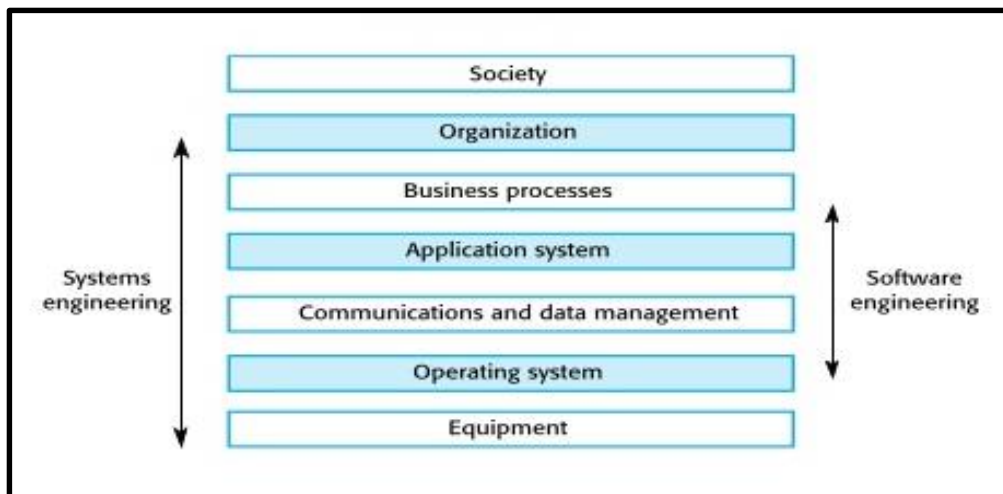 Society
Organization
Business processes
Application system
Systems
engineering
Software
engineering
Communications and data management
Operating system
Equipment